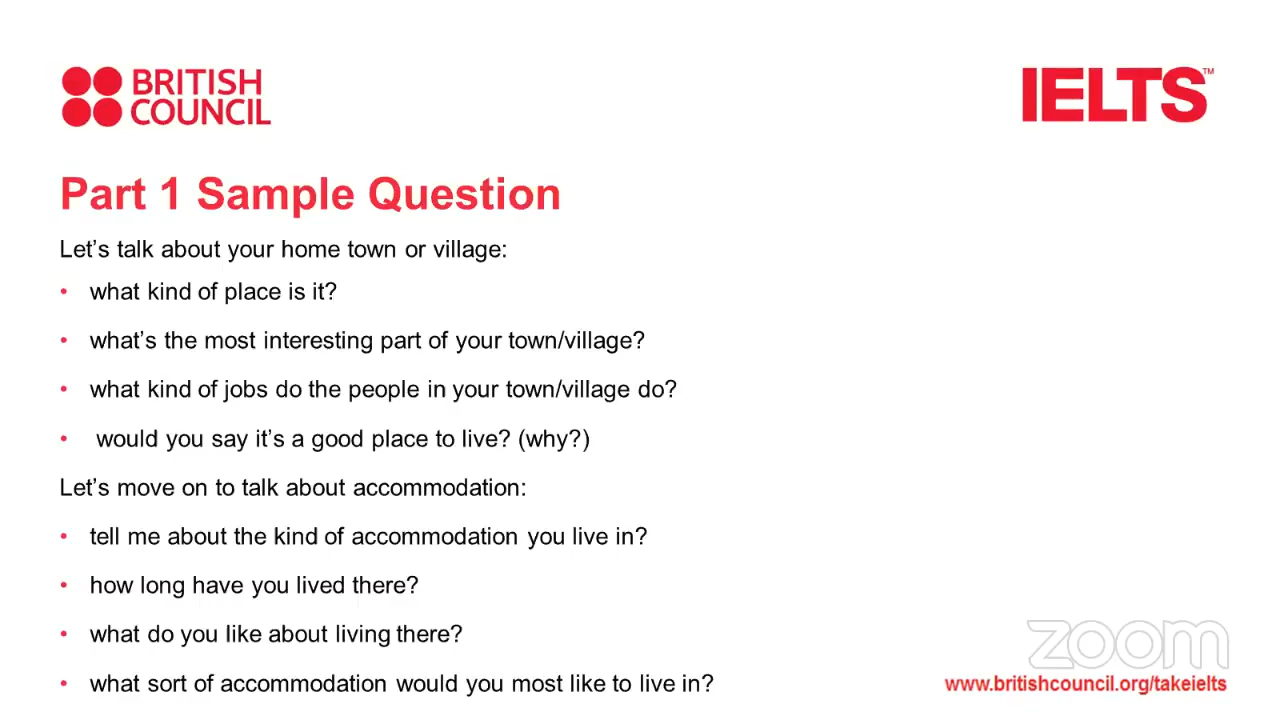 BRITISH
COUNCIL
IELTS™
Part 1 Sample Question
Let's talk about your home town or village:
• what kind of place is it?
• what's the most interesting part of your town/village?
• what kind of jobs do the people in your town/village do?
• would you say it's a good place to live? (why?)
Let's move on to talk about accommodation:
• tell me about the kind of accommodation you live in?
• how long have you lived there?
• what do you like about living there?
• what sort of accommodation would you most like to live in?
zoom
www.britishcouncil.org/takeielts